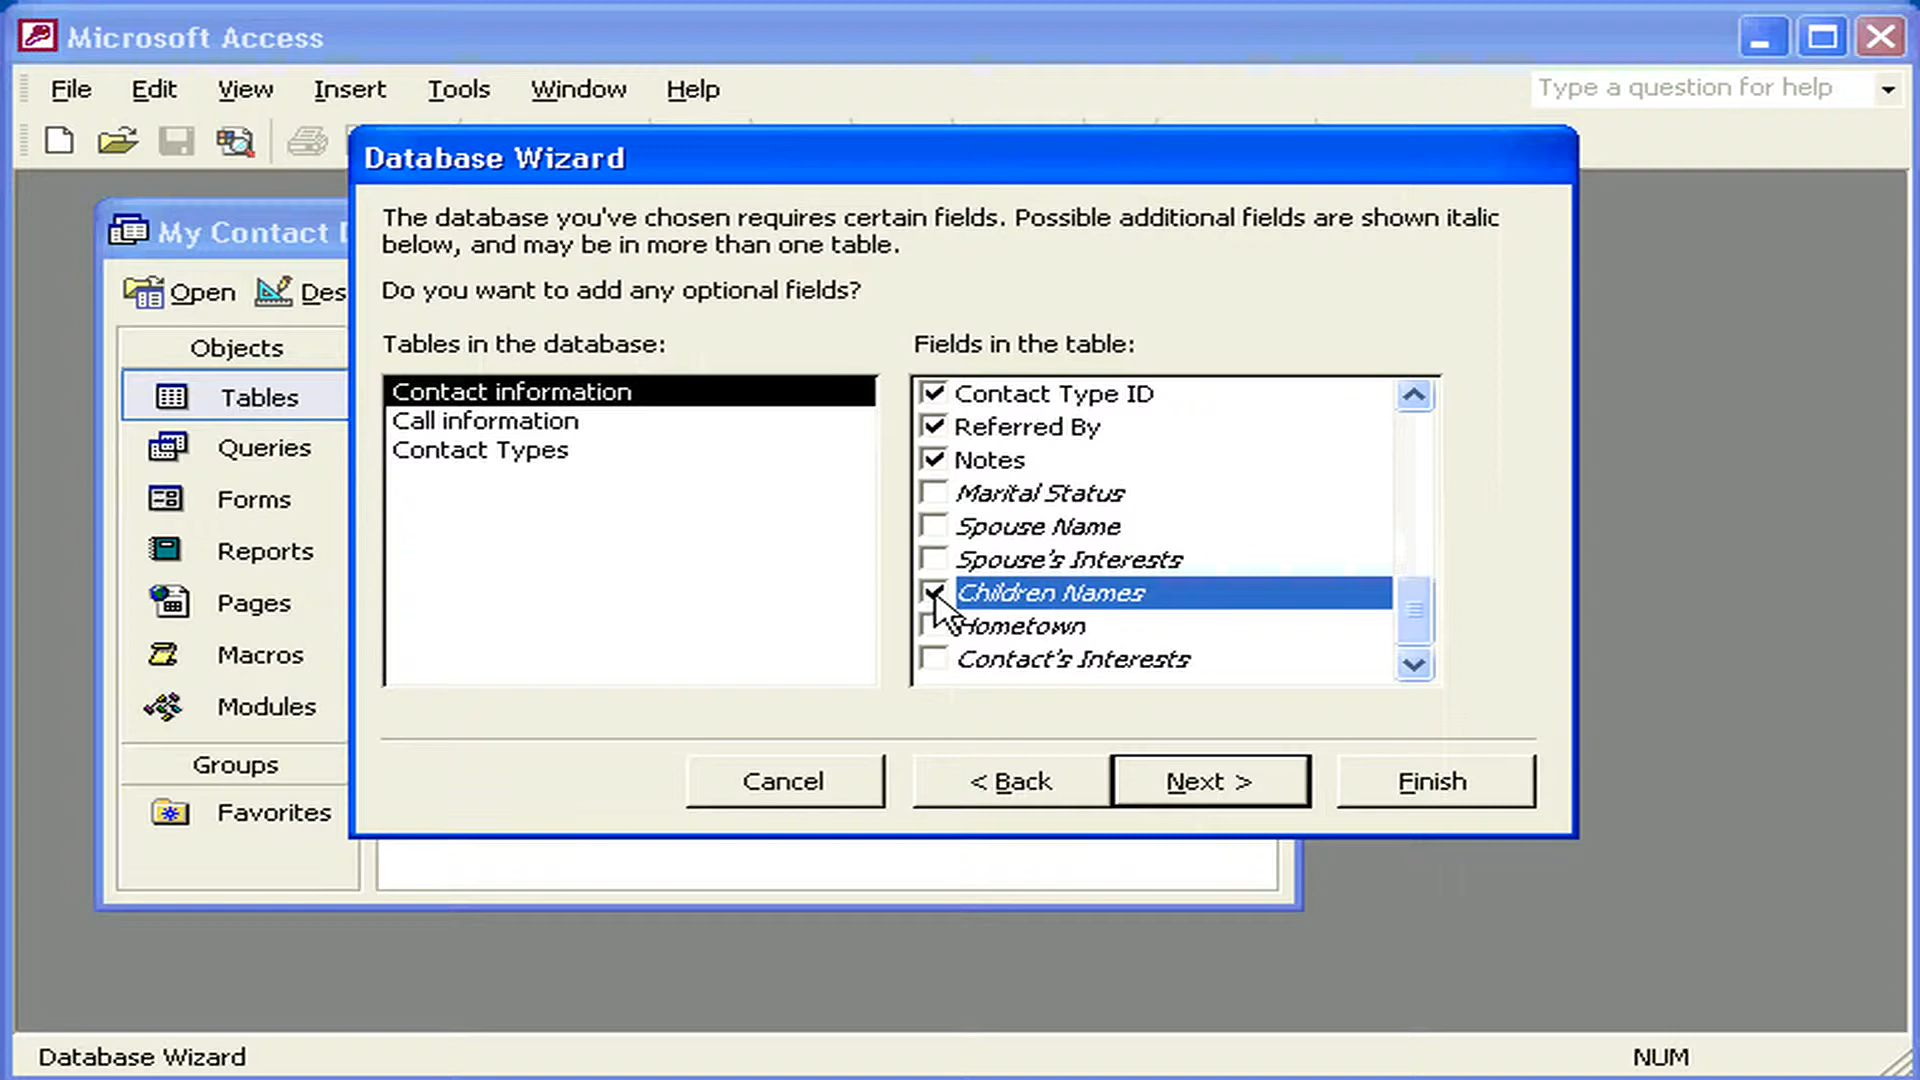 Microsoft Access
File Edit View Insert Tools Window Help
Type a question for help
Database Wizard
My Contact
The database you've chosen requires certain fields. Possible additional fields are shown italic
below, and may be in more than one table.
Do you want to add any optional fields?
Open Des
Tables in the database:
Contact information
Call information
Contact Types
Fields in the table:
Contact Type ID
Referred By
Notes
Marital Status
Spouse Name
Spouse's Interests
Children Names
Hometown
Contact's Interests
Objects
Tables
Queries
Forms
Reports
Pages
Macros
Modules
Groups
Favorites
Cancel
< Back
Next >
Finish
Database Wizard
NUM